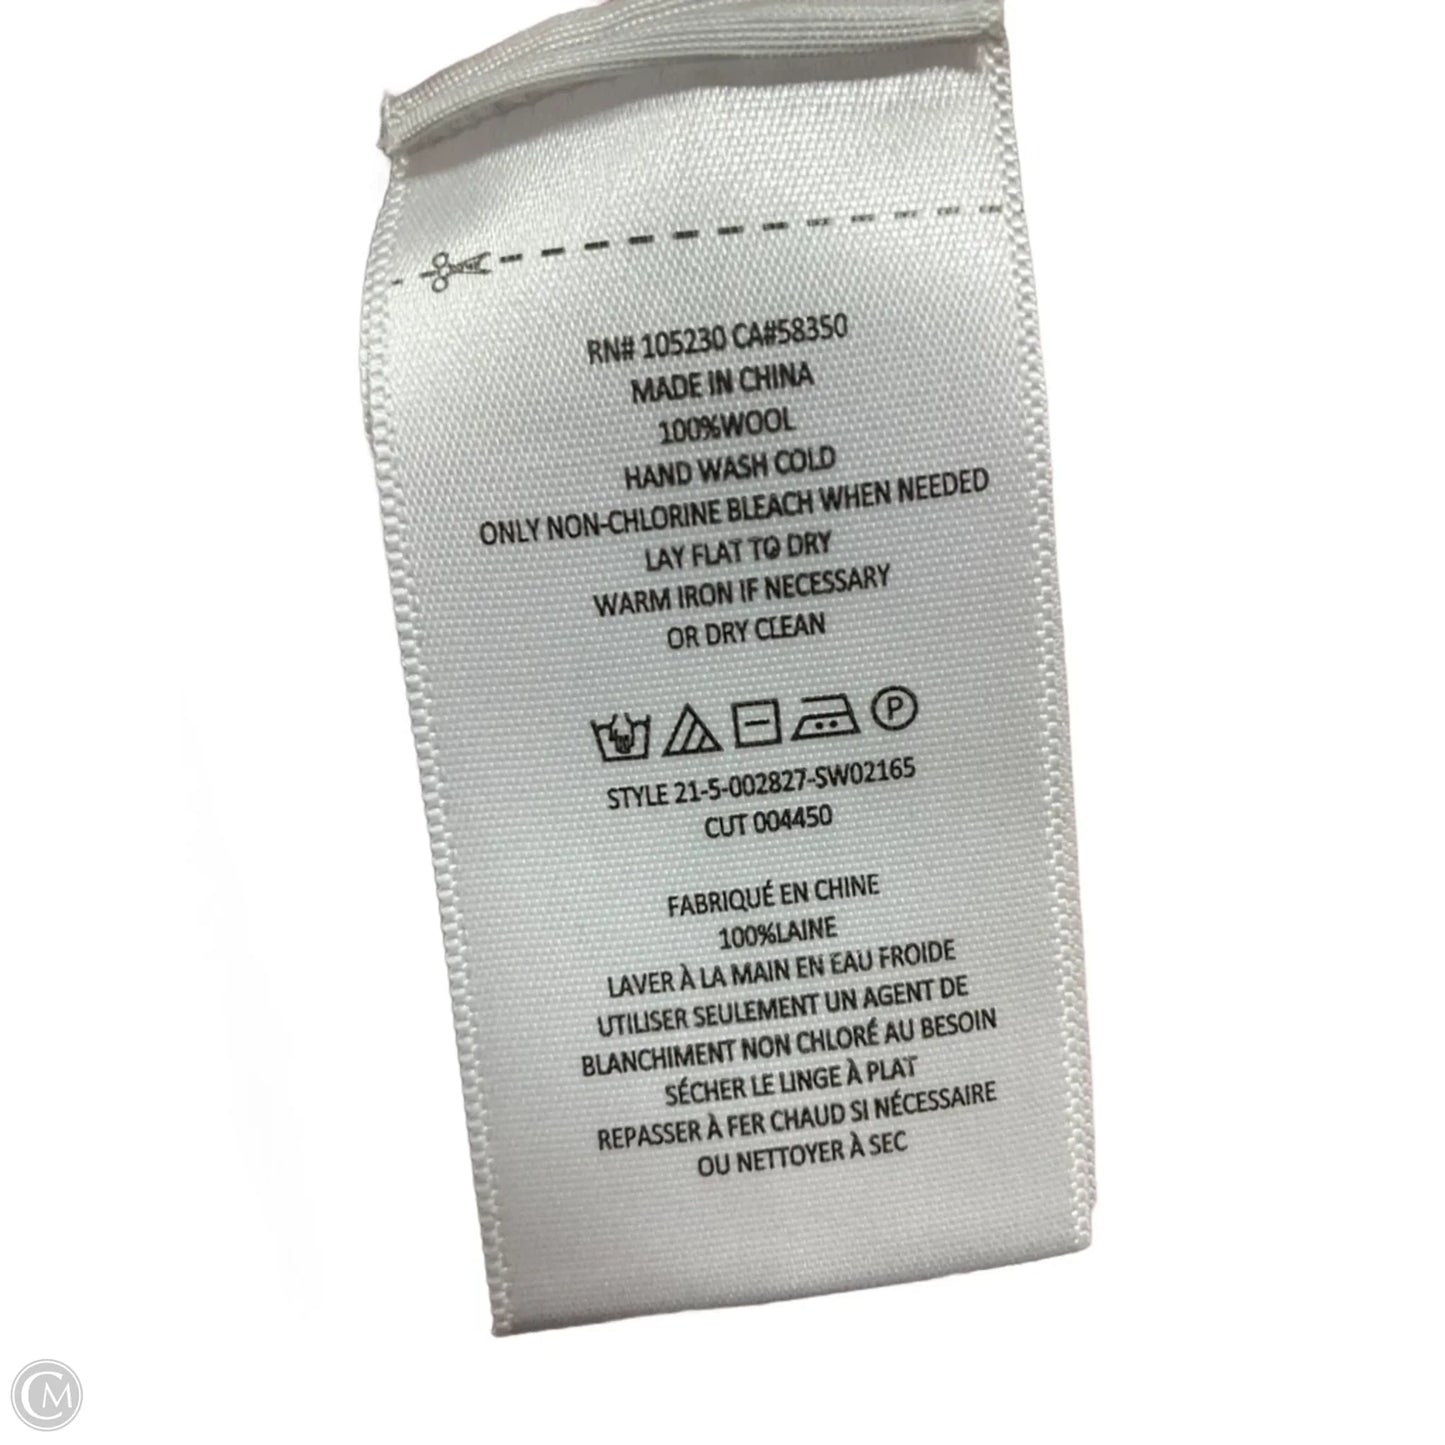 RN# 105230 CA#58350
MADE IN CHINA
100%WOOL
HAND WASH COLD
ONLY NON-CHLORINE BLEACH WHEN NEEDED
LAY FLAT TO DRY
WARM IRON IF NECESSARY
OR DRY CLEAN
P
STYLE 21-5-002827-SW02165
CUT 004450
FABRIQUÉ EN CHINE
100%LAINE
LAVER À LA MAIN EN EAU FROIDE
UTILISER SEULEMENT UN AGENT DE
BLANCHIMENT NON CHLORÉ AU BESOIN
SÉCHER LE LINGE À PLAT
REPASSER À FER CHAUD SI NÉCESSAIRE
OU NETTOYER À SEC
CM